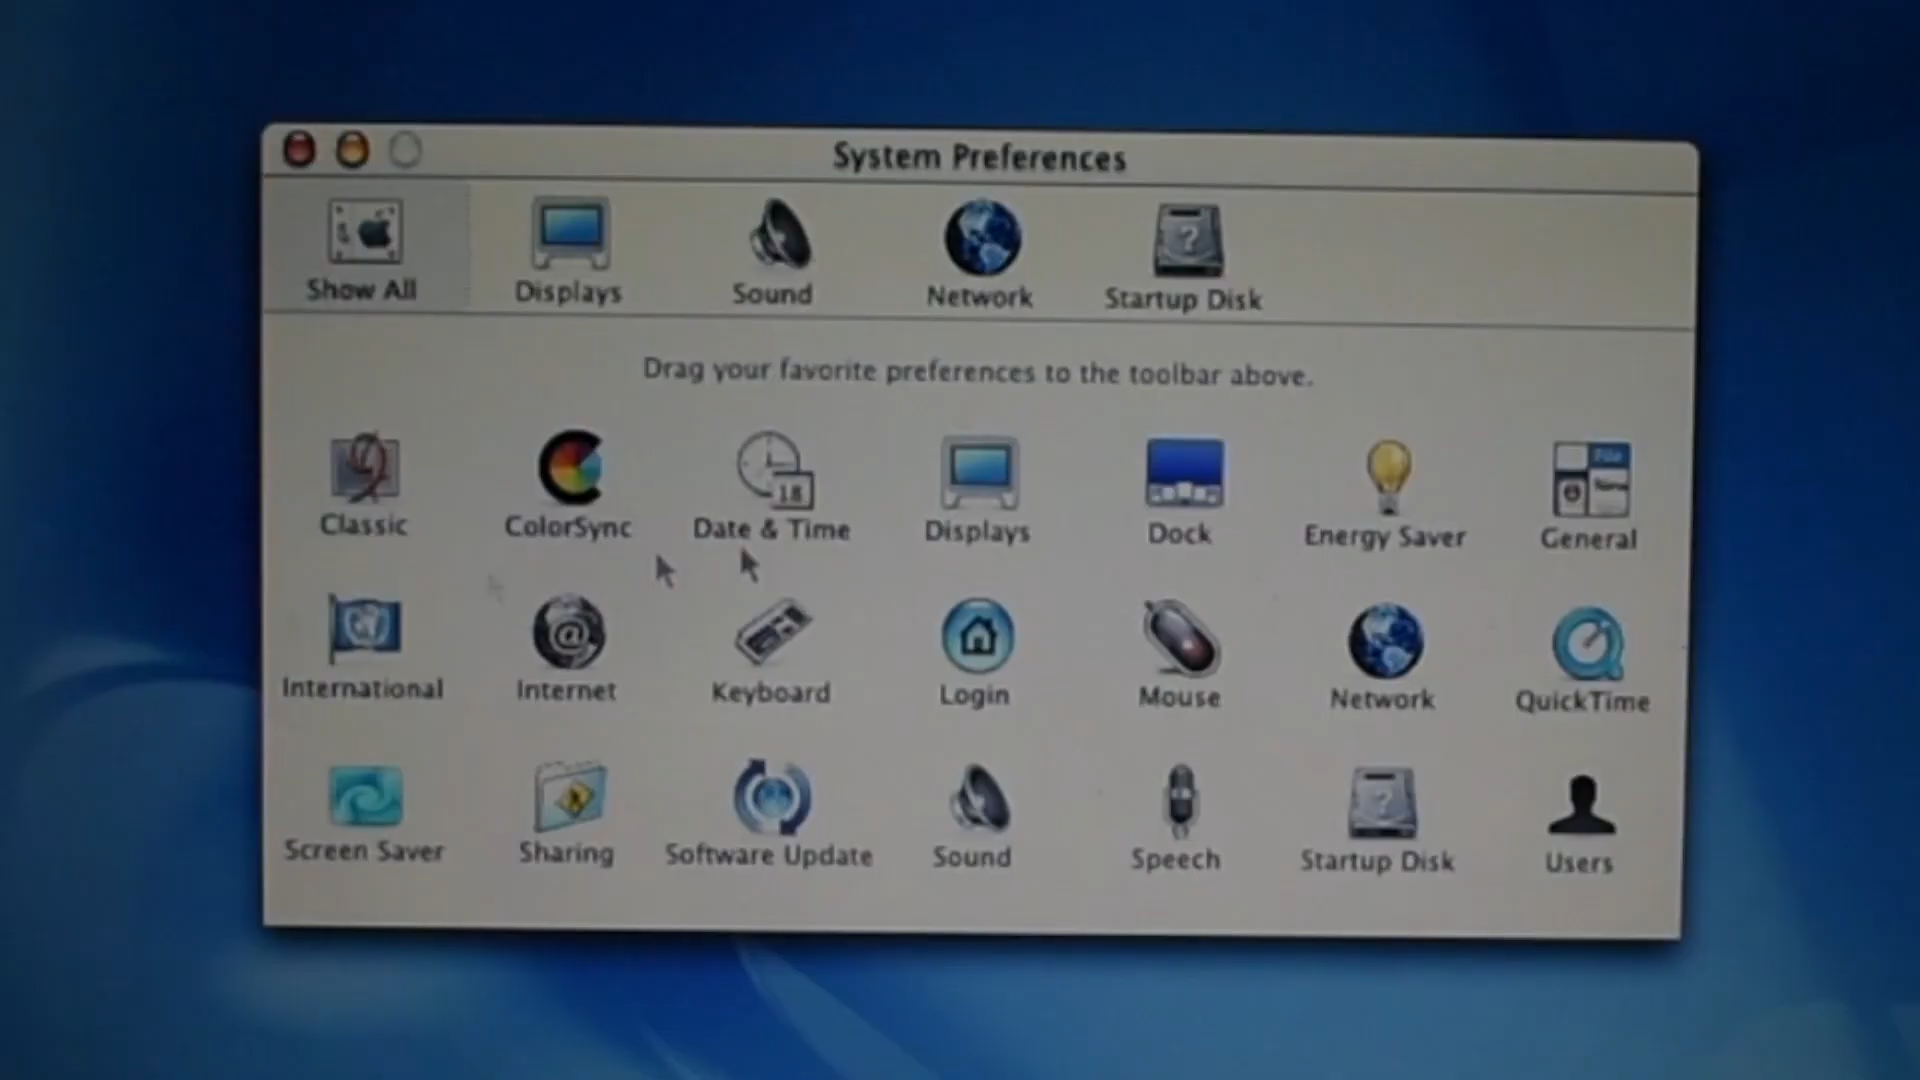 System Preferences
Show All Displays Sound Network Startup Disk
Drag your favorite preferences to the toolbar above.
18 File
Classic ColorSync Date & Time Displays Dock Energy Saver General
International Internet Keyboard Login Mouse Network QuickTime
Screen Saver Sharing Software Update Sound Speech Startup Disk Users